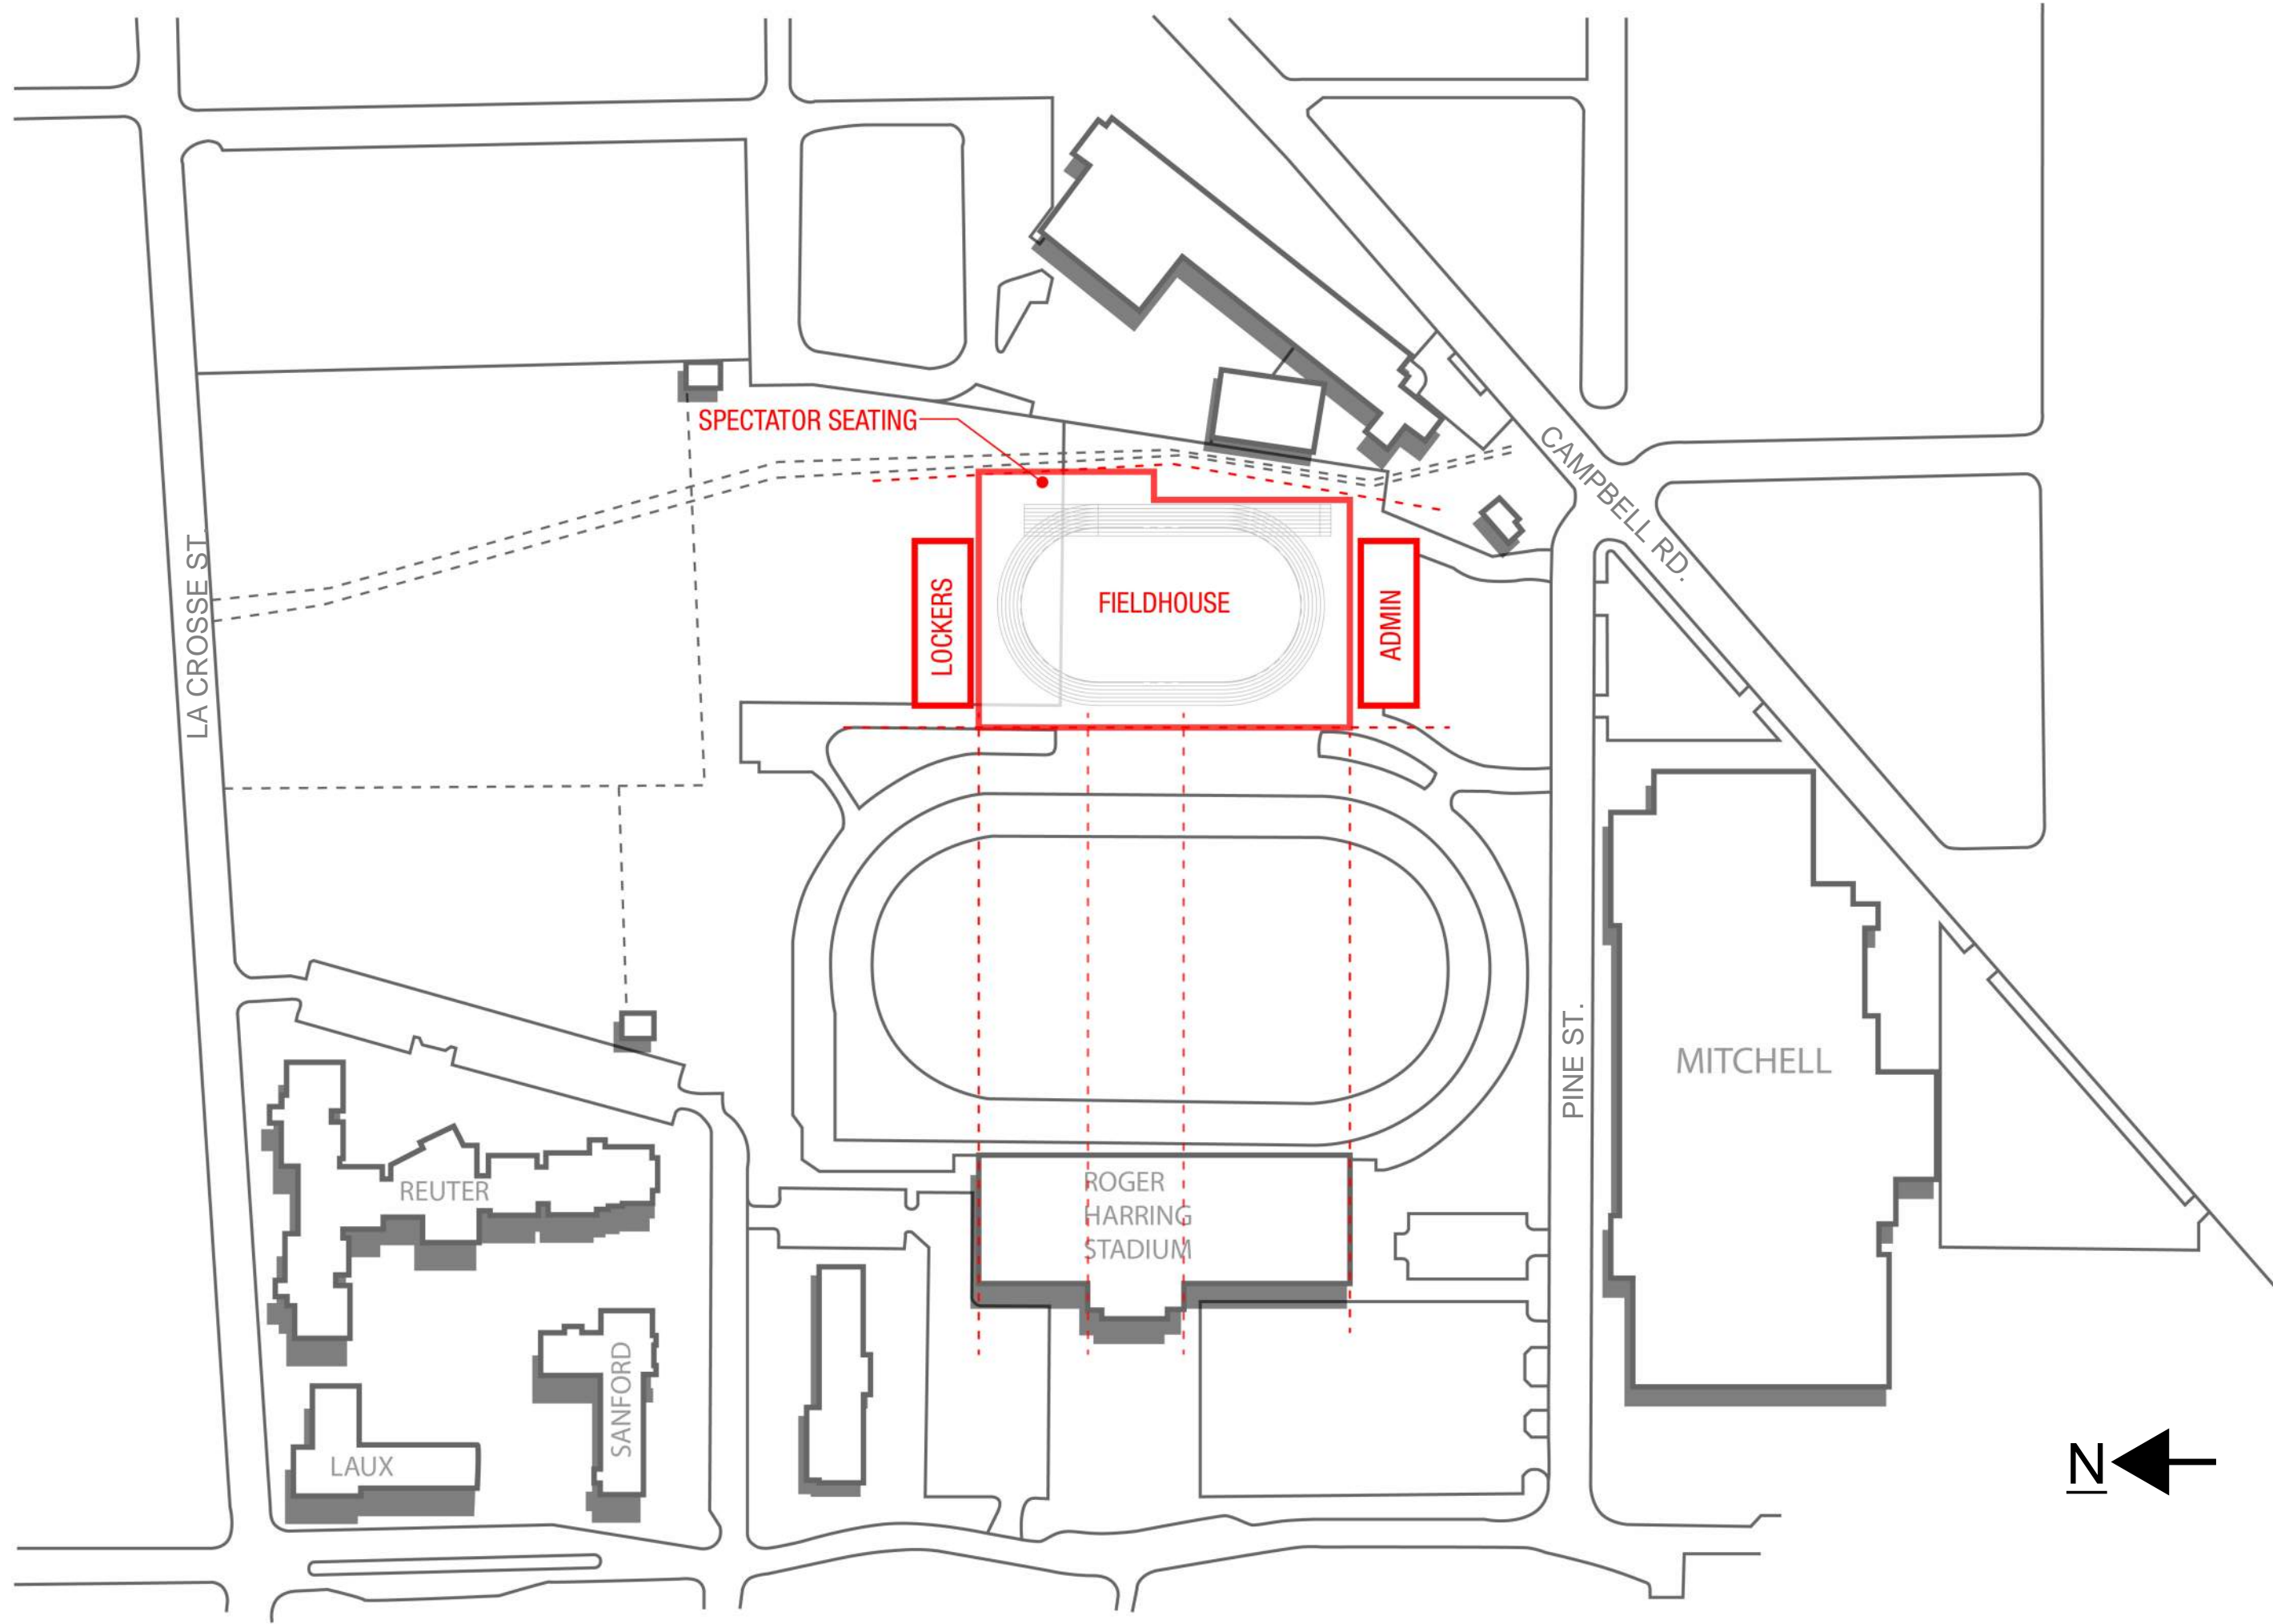 SPECTATOR SEATING
CAMPBELL RD.
LA CROSSE ST.
LOCKERS
FIELDHOUSE
ADMIN
PINE ST.
MITCHELL
REUTER
ROGER
HARRING
STADIUM
SANFORD
LAUX
N